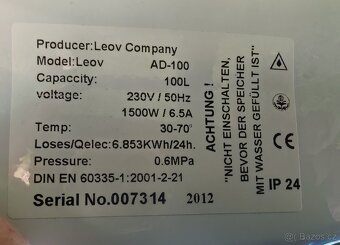 Producer: Leov Company
Model:Leov AD-100
Capaccity: 100L
voltage: 230V / 50Hz
1500W / 6.5A
Temp: 30-70°
Loses/Qelec: 6.853KWh/24h.
Pressure: 0.6MPa
DIN EN 60335-1:2001-2-21
Serial No.007314 2012
ACHTUNG !
"NICHT EINSCHALTEN,
BEVOR DER SPEICHER
MIT WASSER GEFÜLLT IST"
CE
IP 24
Bazos.cz